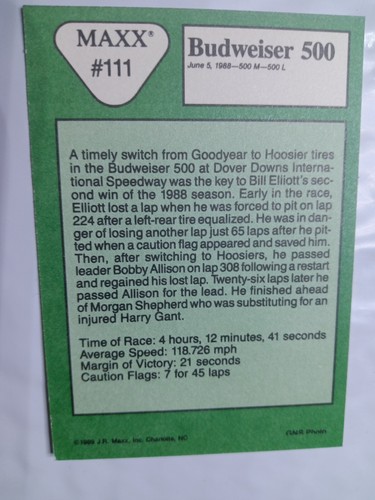 MAXX®
#111
Budweiser 500
June 5, 1988—500 M—500 L
A timely switch from Goodyear to Hoosier tires
in the Budweiser 500 at Dover Downs Interna-
tional Speedway was the key to Bill Elliott's sec-
ond win of the 1988 season. Early in the race,
Elliott lost a lap when he was forced to pit on lap
224 after a left-rear tire equalized. He was in dan-
ger of losing another lap just 65 laps after he pit-
ted when a caution flag appeared and saved him.
Then, after switching to Hoosiers, he passed
leader Bobby Allison on lap 308 following a restart
and regained his lost lap. Twenty-six laps later he
passed Allison for the lead. He finished ahead
of Morgan Shepherd who was substituting for an
injured Harry Gant.
Time of Race: 4 hours, 12 minutes, 41 seconds
Average Speed: 118.726 mph
Margin of Victory: 21 seconds
Caution Flags: 7 for 45 laps
J.R. Maxx, Inc. Charlotte, NC
Photo